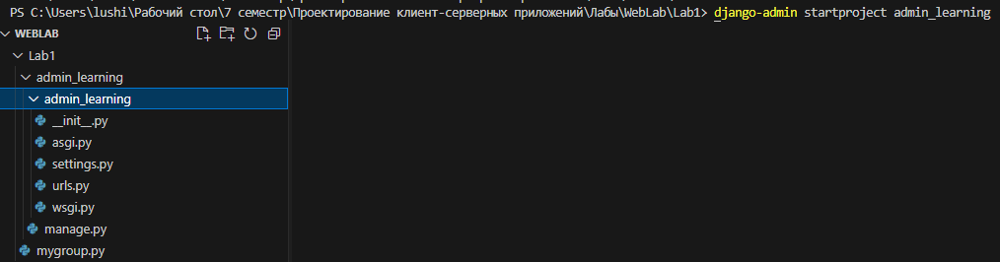 PS C:\Users\lushi\Рабочий стол\7 семестр\Проектирование клиент-серверных приложений\Лабы\WebLab\Lab1> django-admin startproject admin_learning
WEBLAB
Lab1
admin_learning
admin_learning
__init__.py
asgi.py
settings.py
urls.py
wsgi.py
manage.py
mygroup.py